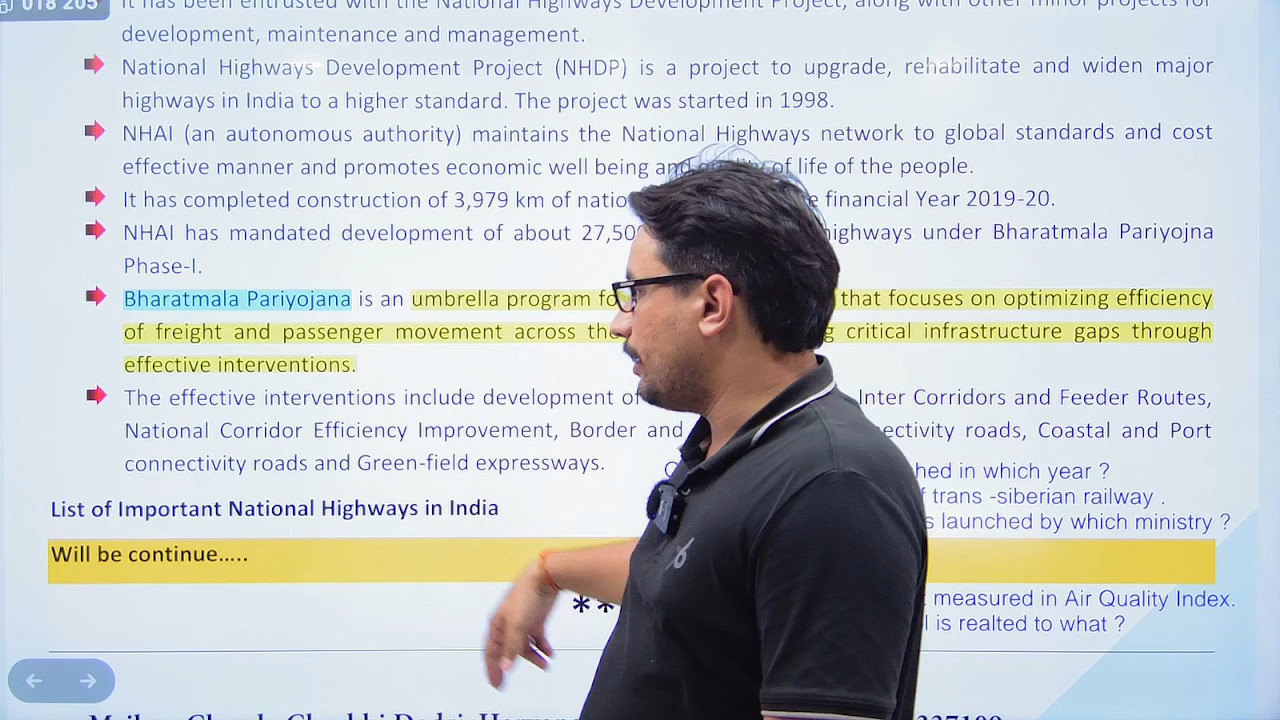 018 205
It has been entrusted with the National Highways Development Project, along with other minor projects for
development, maintenance and management.
National Highways Development Project (NHDP) is a project to upgrade, rehabilitate and widen major
highways in India to a higher standard. The project was started in 1998.
NHAI (an autonomous authority) maintains the National Highways network to global standards and cost
effective manner and promotes economic well being and quality of life of the people.
It has completed construction of 3,979 km of financial Year 2019-20.
NHAI has mandated development of about highways under Bharatmala Pariyojna
Phase-I.
Bharatmala Pariyojana is an umbrella program that focuses on optimizing efficiency
of freight and passenger movement across critical infrastructure gaps through
effective interventions.
The effective interventions include development of Inter Corridors and Feeder Routes,
National Corridor Efficiency Improvement, Border and roads, Coastal and Port
connectivity roads and Green-field expressways.
in which year ?
List of Important National Highways in India
trans -siberian railway .
launched by which ministry ?
Will be continue.....
**
measured in Air Quality Index.
is realted to what ?